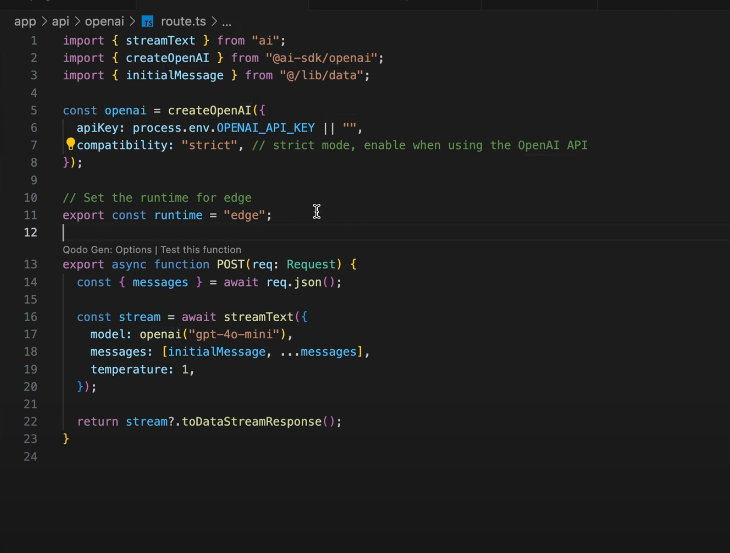 app > api > openai > TS route.ts > ...
1 import { streamText } from "ai";
2 import { createOpenAI } from "@ai-sdk/openai";
3 import { initialMessage } from "@/lib/data";
4
5 const openai = createOpenAI({
6 apiKey: process.env.OPENAI_API_KEY || "",
7 compatibility: "strict", // strict mode, enable when using the OpenAI API
8 });
9
10 // Set the runtime for edge
11 export const runtime = "edge";
12
Qodo Gen: Options | Test this function
13 export async function POST(req: Request) {
14 const { messages } = await req.json();
15
16 const stream = await streamText({
17 model: openai("gpt-4o-mini"),
18 messages: [initialMessage, ...messages],
19 temperature: 1,
20 });
21
22 return stream?.toDataStreamResponse();
23 }
24